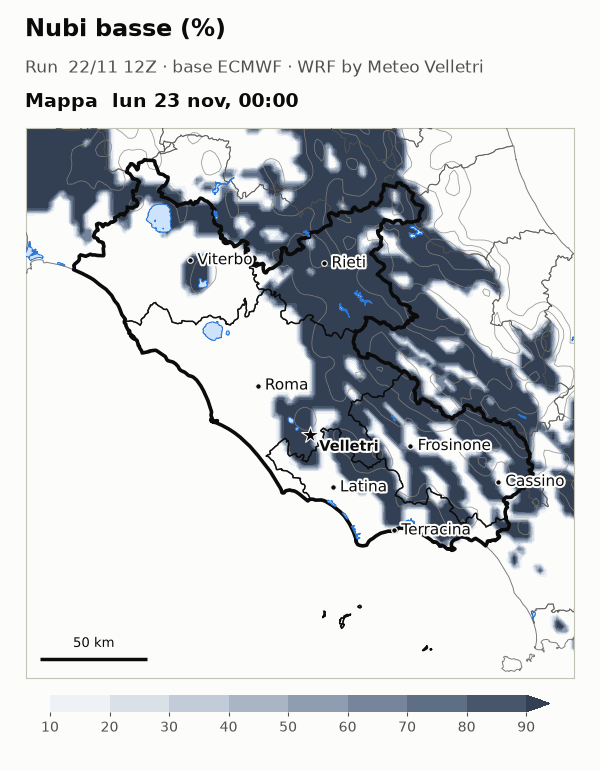 Nubi basse (%)
Run  22/11 12Z · base ECMWF · WRF by Meteo Velletri
Mappa  lun 23 nov, 00:00
Viterbo
Rieti
Roma
Velletri
Frosinone
Cassino
Latina
Terracina
50 km
10 20 30 40 50 60 70 80 90